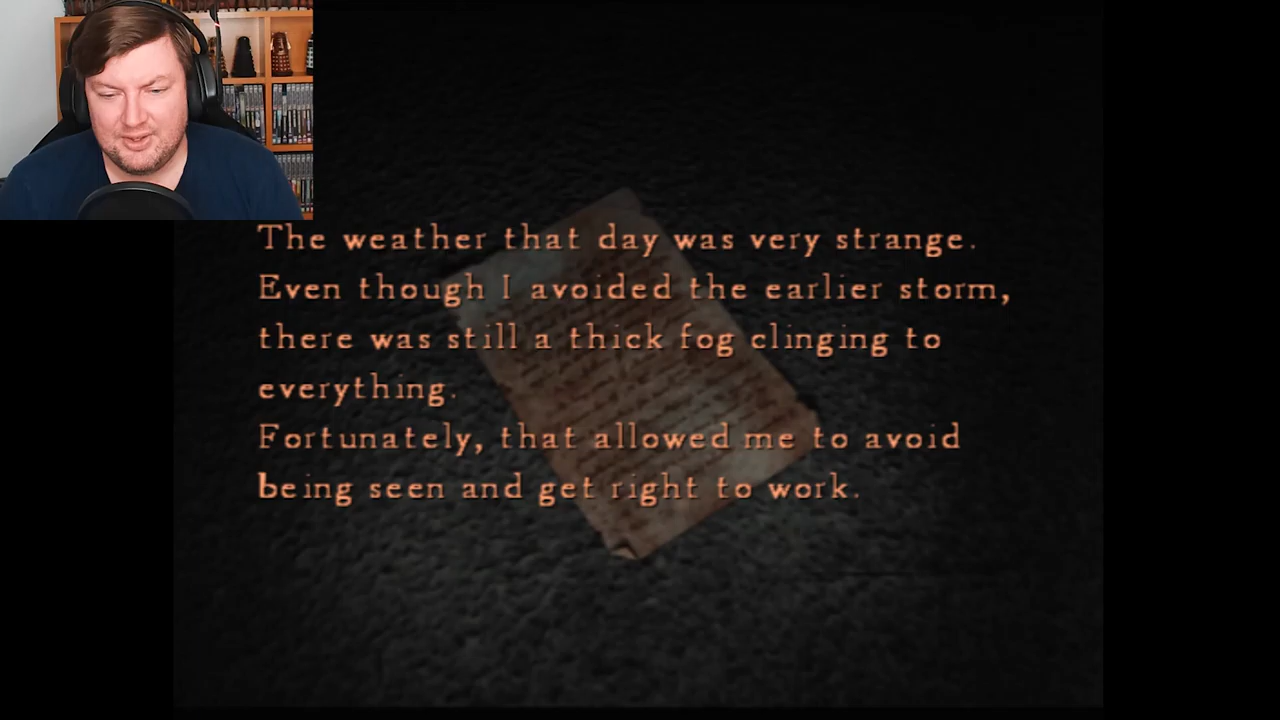 The weather that day was very strange.
Even though I avoided the earlier storm,
there was still a thick fog clinging to
everything.
Fortunately, that allowed me to avoid
being seen and get right to work.